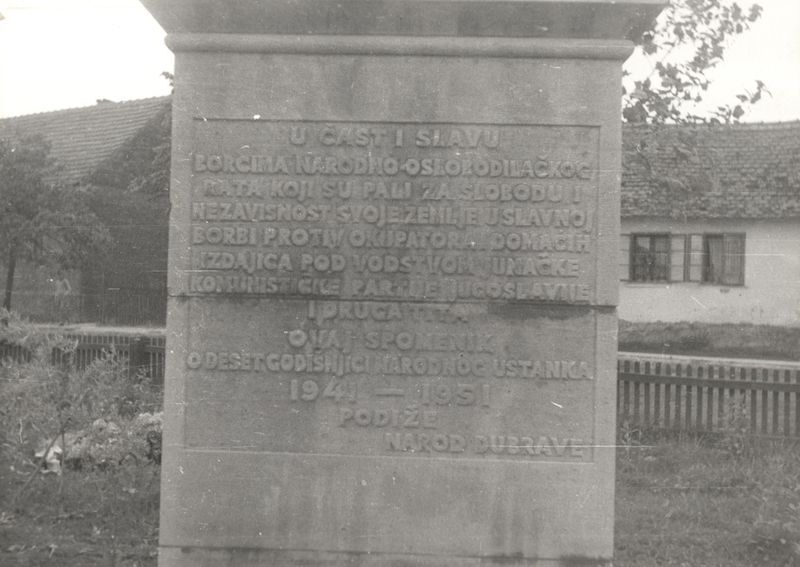 U ČAST I SLAVU
BORCIMA NARODNO-OSLOBODILAČKOG
RATA KOJI SU PALI ZA SLOBODU I
NEZAVISNOST SVOJE ZEMLJE U SLAVNOJ
BORBI PROTIV OKUPATORA I DOMAĆIH
IZDAJICA POD VODSTVOM JUNAČKE
KOMUNISTIČKE PARTIJE JUGOSLAVIJE
I DRUGA TITA
OVAJ SPOMENIK
O DESETGODIŠNJICI NARODNOG USTANKA
1941 — 1951
PODIŽE
NAROD DUBRAVE